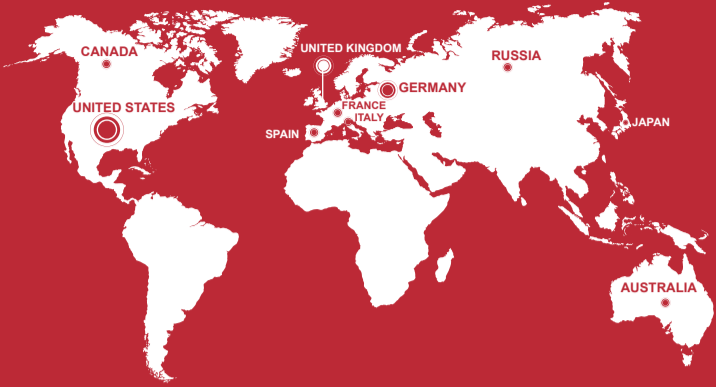 CANADA
UNITED KINGDOM
RUSSIA
GERMANY
UNITED STATES
FRANCE
ITALY
SPAIN
JAPAN
AUSTRALIA